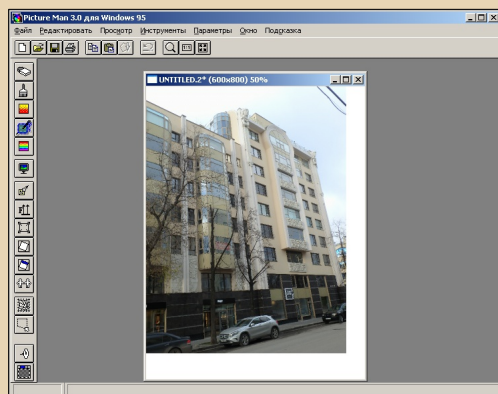 Picture Man 3.0 для Windows 95
Файл Редактировать Просмотр Инструменты Параметры Окно Подсказка
UNTITLED.2* (600x800) 50%